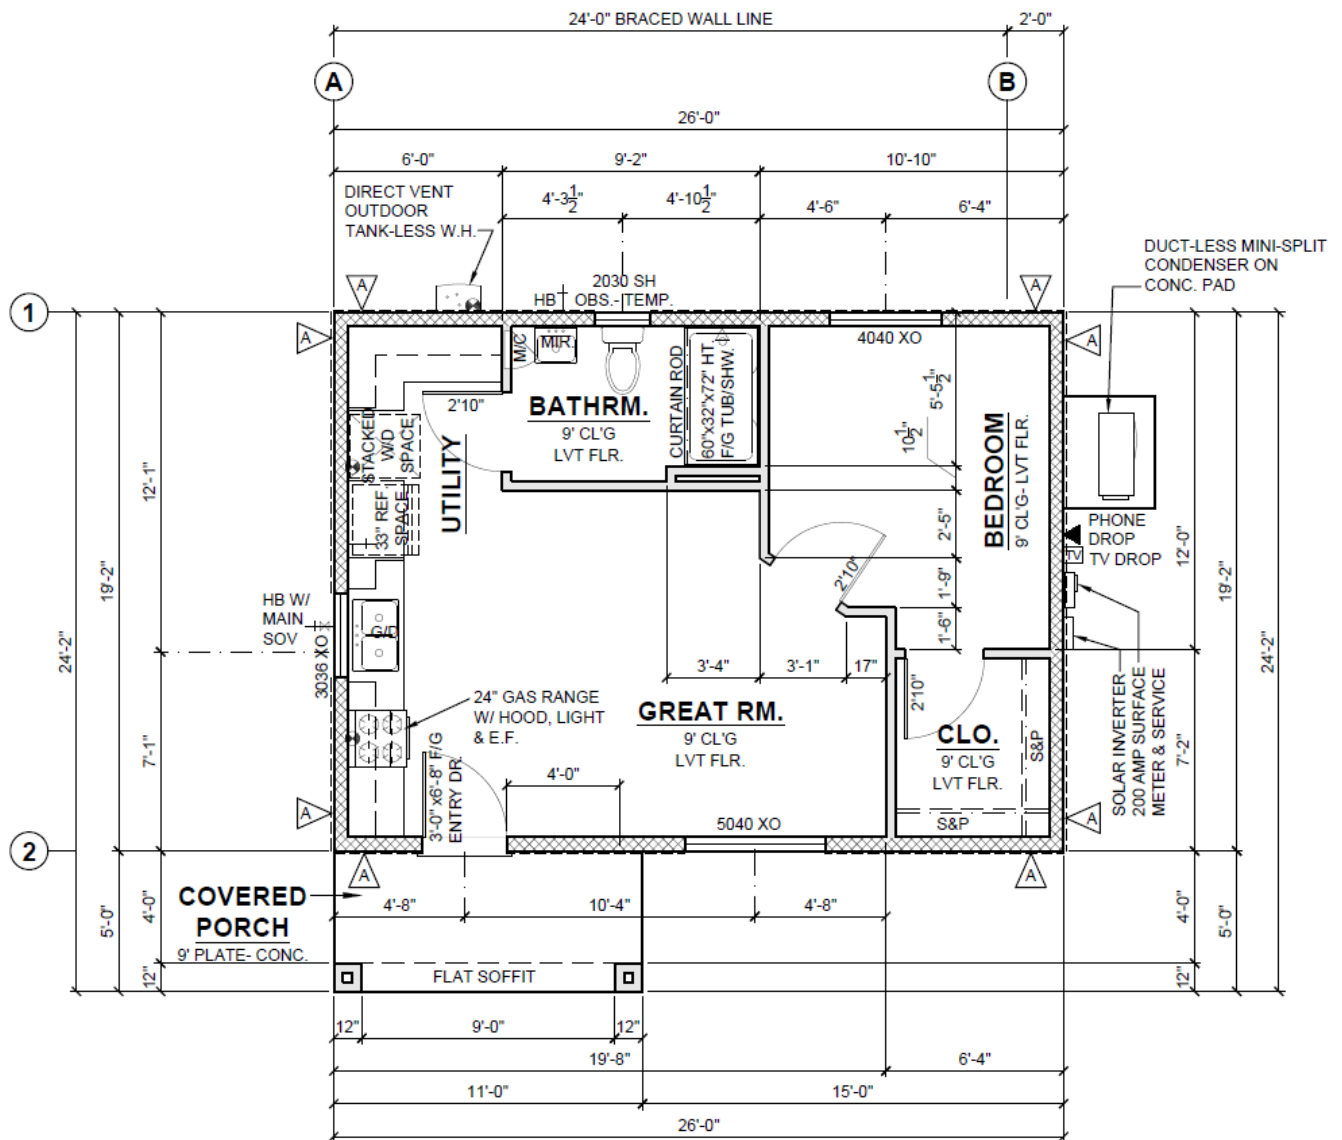 24'-0" BRACED WALL LINE
2'-0"
A
B
26'-0"
6'-0"
9'-2"
10'-10"
4'-3 1/2"
4'-10 1/2"
4'-6"
6'-4"
DIRECT VENT
OUTDOOR
TANK-LESS W.H.
DUCT-LESS MINI-SPLIT
CONDENSER ON
CONC. PAD
A
A
2030 SH
HB
OBS.-TEMP.
1
A
A
M/C
MIR.
4040 XO
CURTAIN ROD
60"x32"x72" HT.
F/G TUB/SHW.
5'-5 1/2"
10 1/2"
2'10"
BATHRM.
9' CL'G
LVT FLR.
STACKED
W/D
SPACE
UTILITY
BEDROOM
9' CL'G- LVT FLR.
33" REF.
SPACE
PHONE
DROP
TV
TV DROP
12'-1"
19'-2"
24'-2"
2'-5"
2'10"
1'-9"
1'-6"
12'-0"
19'-2"
24'-2"
HB W/
MAIN
SOV
3036 XO
G/D
3'-4"
3'-1"
17"
2'10"
24" GAS RANGE
W/ HOOD, LIGHT
& E.F.
GREAT RM.
9' CL'G
LVT FLR.
CLO.
9' CL'G
LVT FLR.
S&P
S&P
SOLAR INVERTER
200 AMP SURFACE
METER & SERVICE
7'-1"
7'-2"
3'-0"x6'-8" F/G
ENTRY DR.
4'-0"
5040 XO
A
A
2
A
A
COVERED
PORCH
9' PLATE- CONC.
4'-8"
10'-4"
4'-8"
5'-0"
4'-0"
12"
4'-0"
5'-0"
12"
FLAT SOFFIT
12"
9'-0"
12"
19'-8"
6'-4"
11'-0"
15'-0"
26'-0"